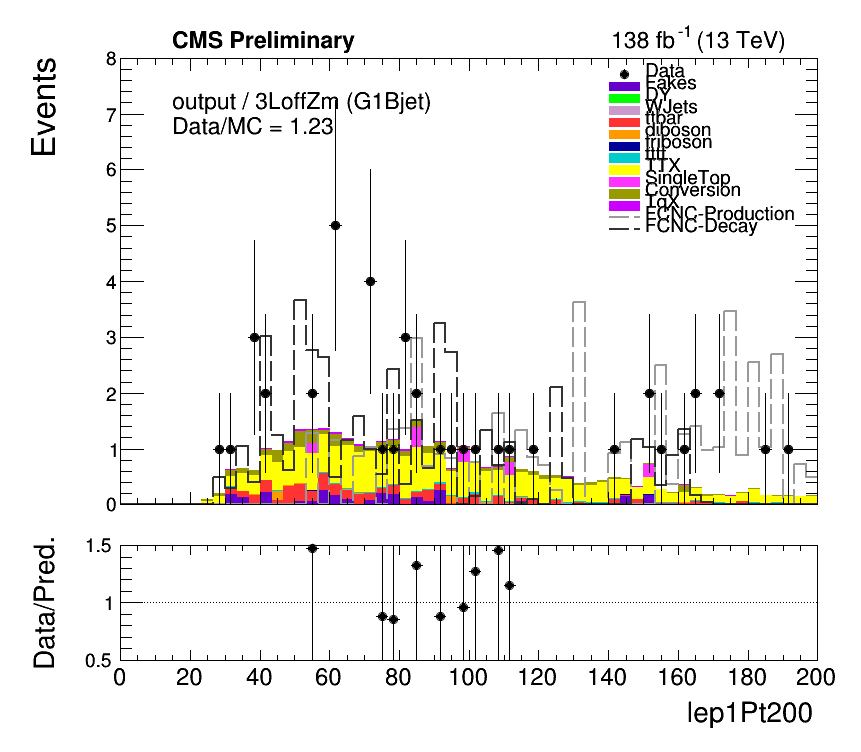 CMS Preliminary
138 fb⁻¹ (13 TeV)
Events
8
7
6
5
4
3
2
1
0
output / 3LoffZm (G1Bjet)
Data/MC = 1.23
Data
Fakes
DY
WJets
ttbar
diboson
triboson
tttt
TTX
SingleTop
Conversion
TqX
FCNC-Production
FCNC-Decay
Data/Pred.
1.5
1
0.5
0 20 40 60 80 100 120 140 160 180 200
lep1Pt200